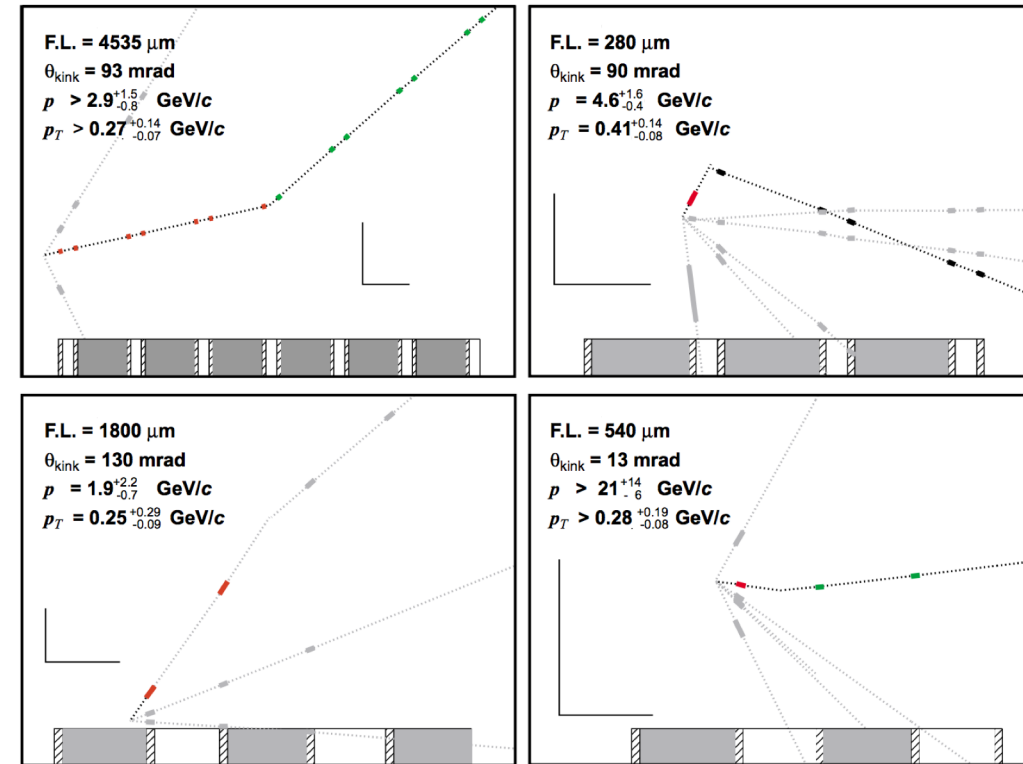 F.L. = 4535 μm
θkink = 93 mrad
p > 2.9 +1.5 -0.8 GeV/c
pT > 0.27 +0.14 -0.07 GeV/c
F.L. = 280 μm
θkink = 90 mrad
p = 4.6 +1.6 -0.4 GeV/c
pT = 0.41 +0.14 -0.08 GeV/c
F.L. = 1800 μm
θkink = 130 mrad
p = 1.9 +2.2 -0.7 GeV/c
pT = 0.25 +0.29 -0.09 GeV/c
F.L. = 540 μm
θkink = 13 mrad
p > 21 +14 - 6 GeV/c
pT > 0.28 +0.19 -0.08 GeV/c